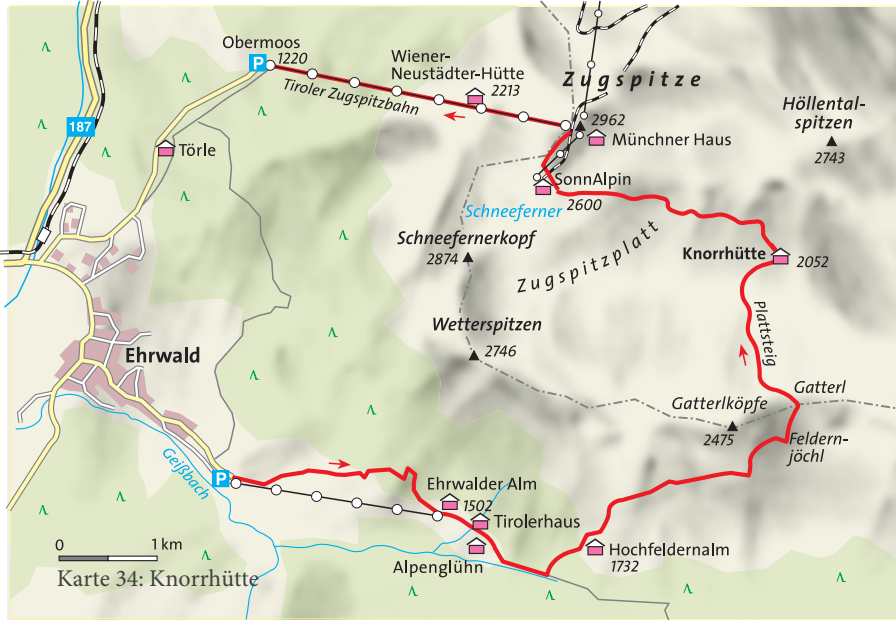 Obermoos
P
1220
Wiener-
Neustädter-Hütte
2213
Tiroler Zugspitzbahn
Zugspitze
2962
Münchner Haus
Höllental-
spitzen
2743
187
Törle
SonnAlpin
2600
Schneeferner
Schneefernerkopf
2874
Zugspitzplatt
Knorrhütte
2052
Wetterspitzen
2746
Plattsteig
Ehrwald
Gatterl
Gatterlköpfe
2475
Feldern-
jöchl
Geißbach
P
Ehrwalder Alm
1502
Tirolerhaus
Alpenglühn
Hochfeldernalm
1732
0 1 km
Karte 34: Knorrhütte